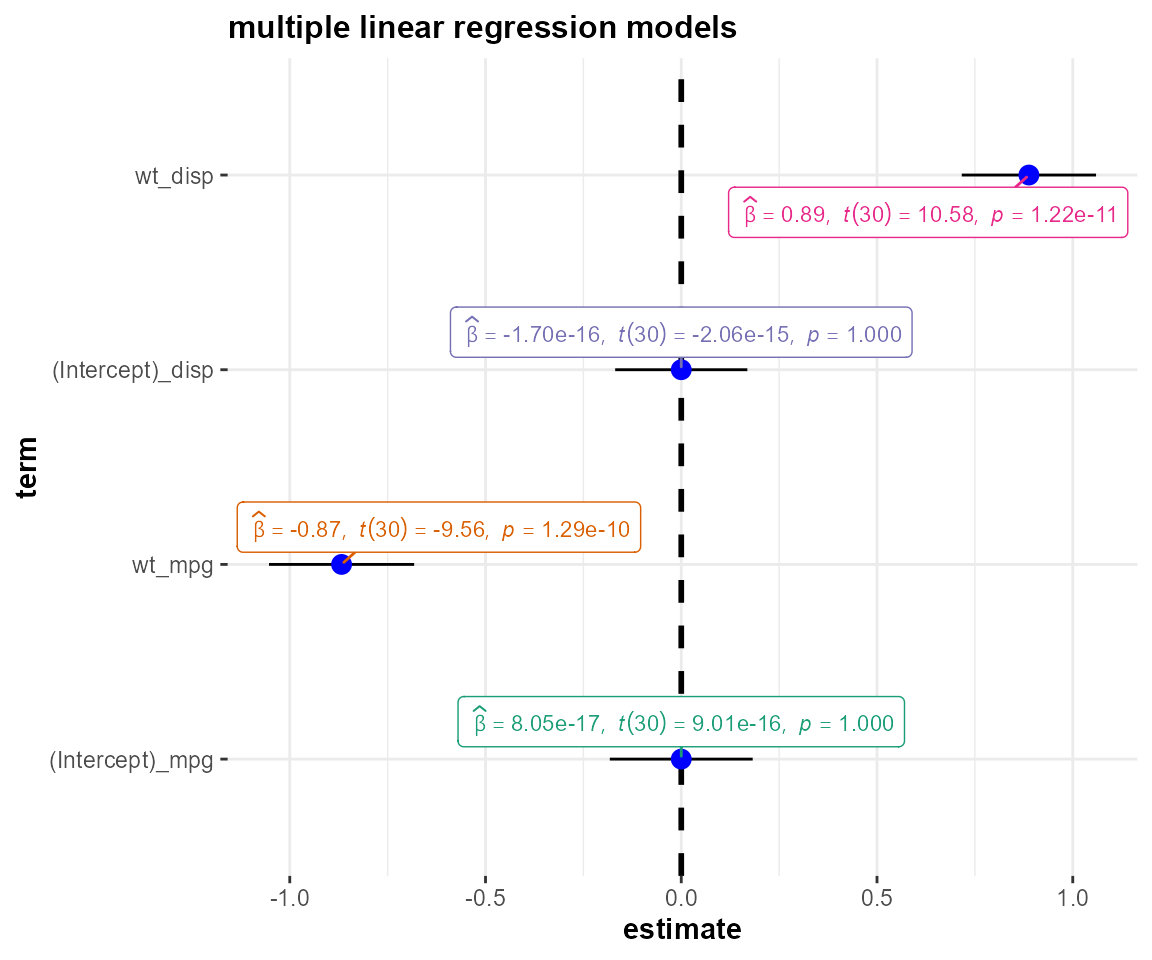 multiple linear regression models
wt_disp
β̂ = 0.89, t(30) = 10.58, p = 1.22e-11
β̂ = -1.70e-16, t(30) = -2.06e-15, p = 1.000
(Intercept)_disp
term
β̂ = -0.87, t(30) = -9.56, p = 1.29e-10
wt_mpg
β̂ = 8.05e-17, t(30) = 9.01e-16, p = 1.000
(Intercept)_mpg
-1.0 -0.5 0.0 0.5 1.0
estimate